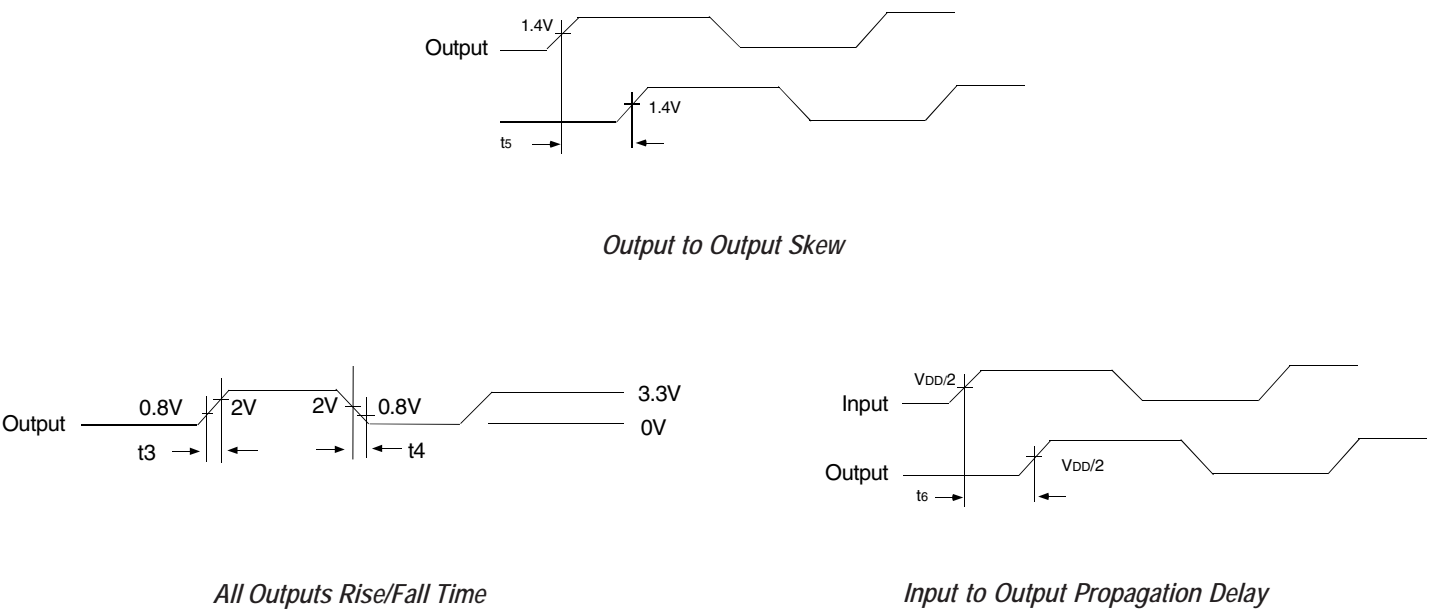 1.4V
Output
1.4V
t5
Output to Output Skew
0.8V
2V
2V
0.8V
3.3V
Output
0V
t3
t4
All Outputs Rise/Fall Time
VDD/2
Input
Output
VDD/2
t6
Input to Output Propagation Delay